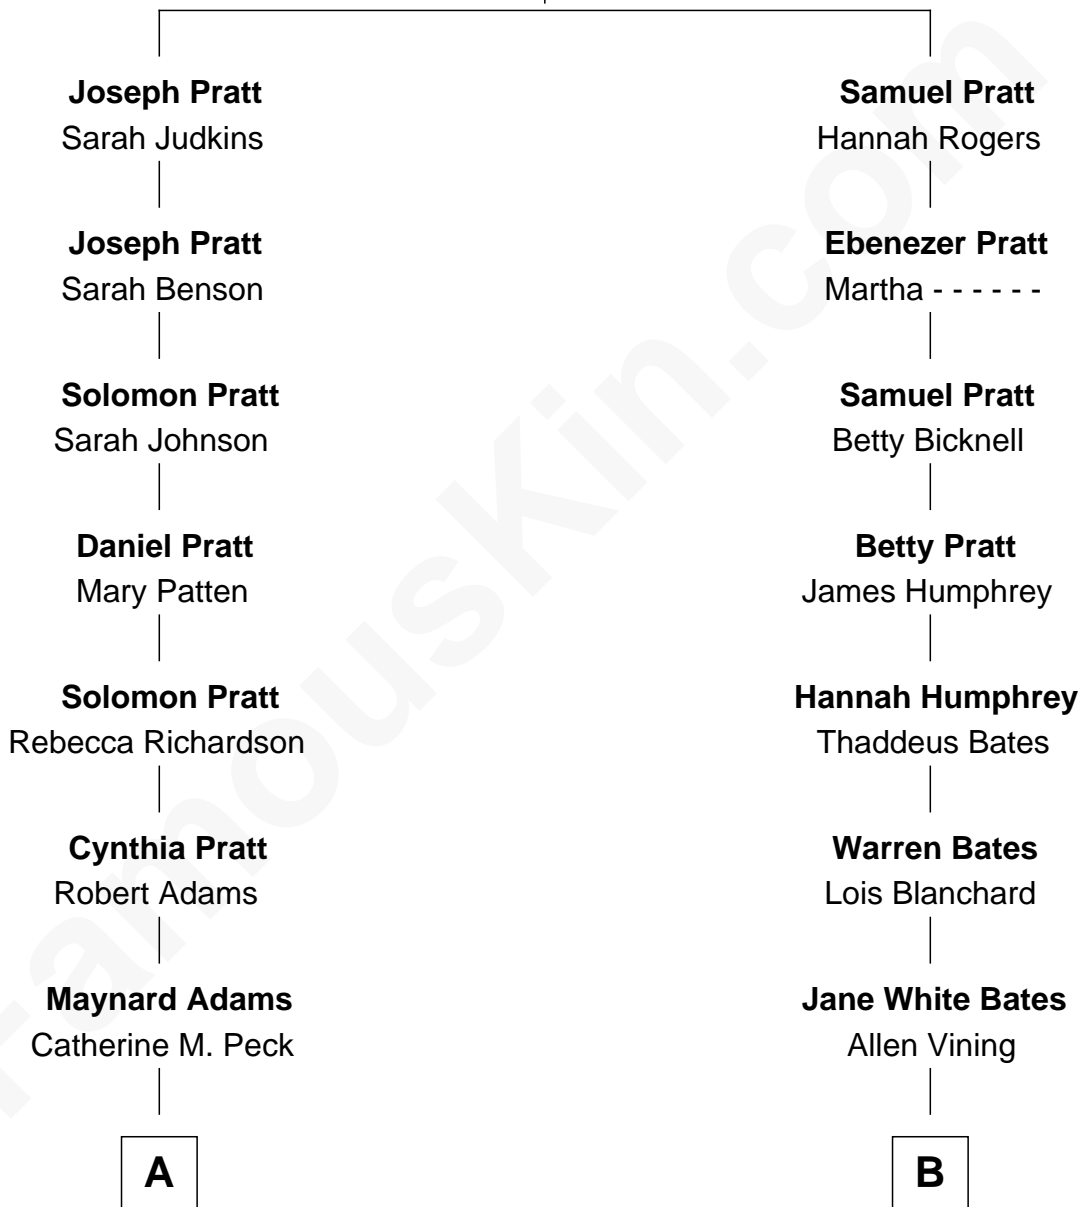 Joseph Pratt
Sarah Judkins
Joseph Pratt
Sarah Benson
Solomon Pratt
Sarah Johnson
Daniel Pratt
Mary Patten
Solomon Pratt
Rebecca Richardson
Cynthia Pratt
Robert Adams
Maynard Adams
Catherine M. Peck
A
Samuel Pratt
Hannah Rogers
Ebenezer Pratt
Martha - - - - - -
Samuel Pratt
Betty Bicknell
Betty Pratt
James Humphrey
Hannah Humphrey
Thaddeus Bates
Warren Bates
Lois Blanchard
Jane White Bates
Allen Vining
B
FamousKin.com